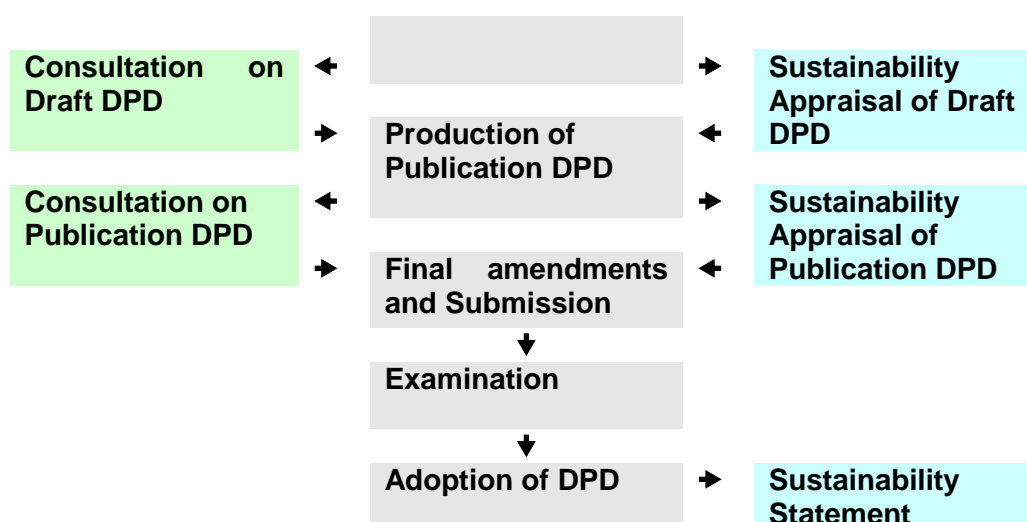 Consultation on
Draft DPD
Sustainability
Appraisal of Draft
DPD
Production of
Publication DPD
Consultation on
Publication DPD
Sustainability
Appraisal of
Publication DPD
Final amendments
and Submission
Examination
Adoption of DPD
Sustainability
Statement